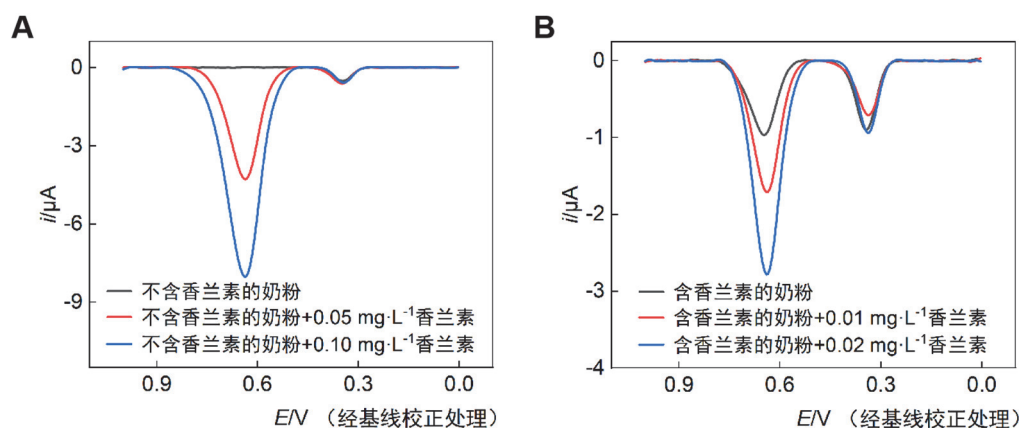 A
0
-3
-6
-9
i/μA
不含香兰素的奶粉
不含香兰素的奶粉+0.05 mg·L⁻¹香兰素
不含香兰素的奶粉+0.10 mg·L⁻¹香兰素
0.9 0.6 0.3 0.0
E/V （经基线校正处理）
B
0
-1
-2
-3
-4
i/μA
含香兰素的奶粉
含香兰素的奶粉+0.01 mg·L⁻¹香兰素
含香兰素的奶粉+0.02 mg·L⁻¹香兰素
0.9 0.6 0.3 0.0
E/V （经基线校正处理）